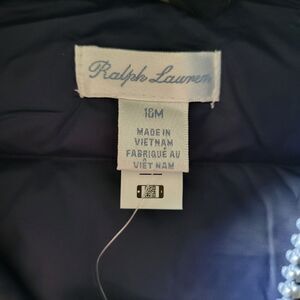 Ralph Lauren
18M
MADE IN
VIETNAM
FABRIQUÉ AU
VIÊT NAM